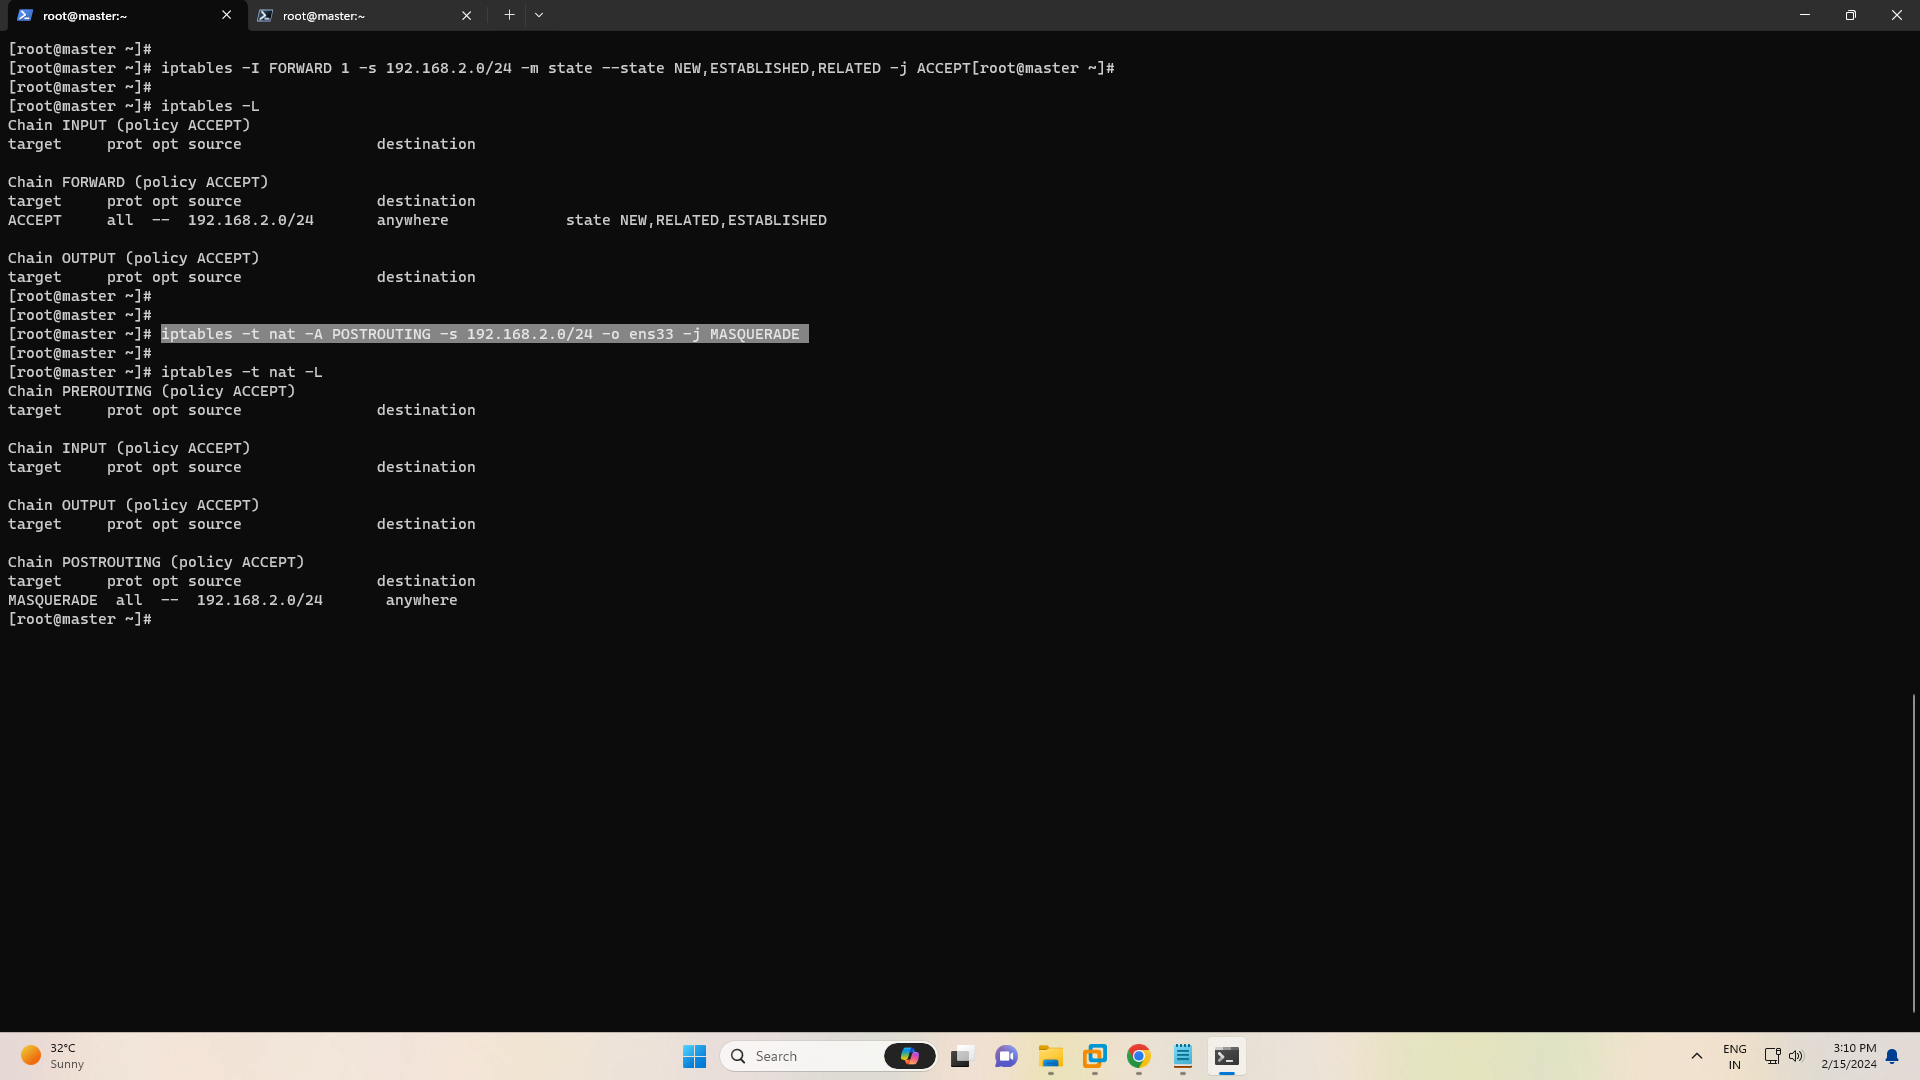 root@master:~
root@master:~
[root@master ~]#
[root@master ~]# iptables -I FORWARD 1 -s 192.168.2.0/24 -m state --state NEW,ESTABLISHED,RELATED -j ACCEPT[root@master ~]#
[root@master ~]#
[root@master ~]# iptables -L
Chain INPUT (policy ACCEPT)
target     prot opt source               destination
Chain FORWARD (policy ACCEPT)
target     prot opt source               destination
ACCEPT     all  --  192.168.2.0/24       anywhere             state NEW,RELATED,ESTABLISHED
Chain OUTPUT (policy ACCEPT)
target     prot opt source               destination
[root@master ~]#
[root@master ~]#
[root@master ~]# iptables -t nat -A POSTROUTING -s 192.168.2.0/24 -o ens33 -j MASQUERADE
[root@master ~]#
[root@master ~]# iptables -t nat -L
Chain PREROUTING (policy ACCEPT)
target     prot opt source               destination
Chain INPUT (policy ACCEPT)
target     prot opt source               destination
Chain OUTPUT (policy ACCEPT)
target     prot opt source               destination
Chain POSTROUTING (policy ACCEPT)
target     prot opt source               destination
MASQUERADE  all  --  192.168.2.0/24       anywhere
[root@master ~]#
32°C
Sunny
Search
ENG
IN
3:10 PM
2/15/2024